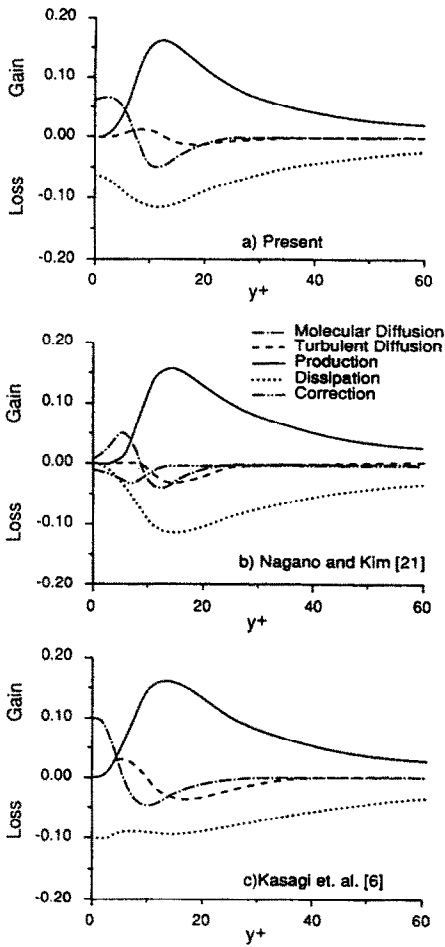 0.20
0.10
0.00
-0.10
-0.20
Gain
Loss
a) Present
0 20 40 60
y+
0.20
0.10
0.00
-0.10
-0.20
Gain
Loss
Molecular Diffusion
Turbulent Diffusion
Production
Dissipation
Correction
b) Nagano and Kim [21]
0 20 40 60
y+
0.20
0.10
0.00
-0.10
-0.20
Gain
Loss
c)Kasagi et. al. [6]
0 20 40 60
y+